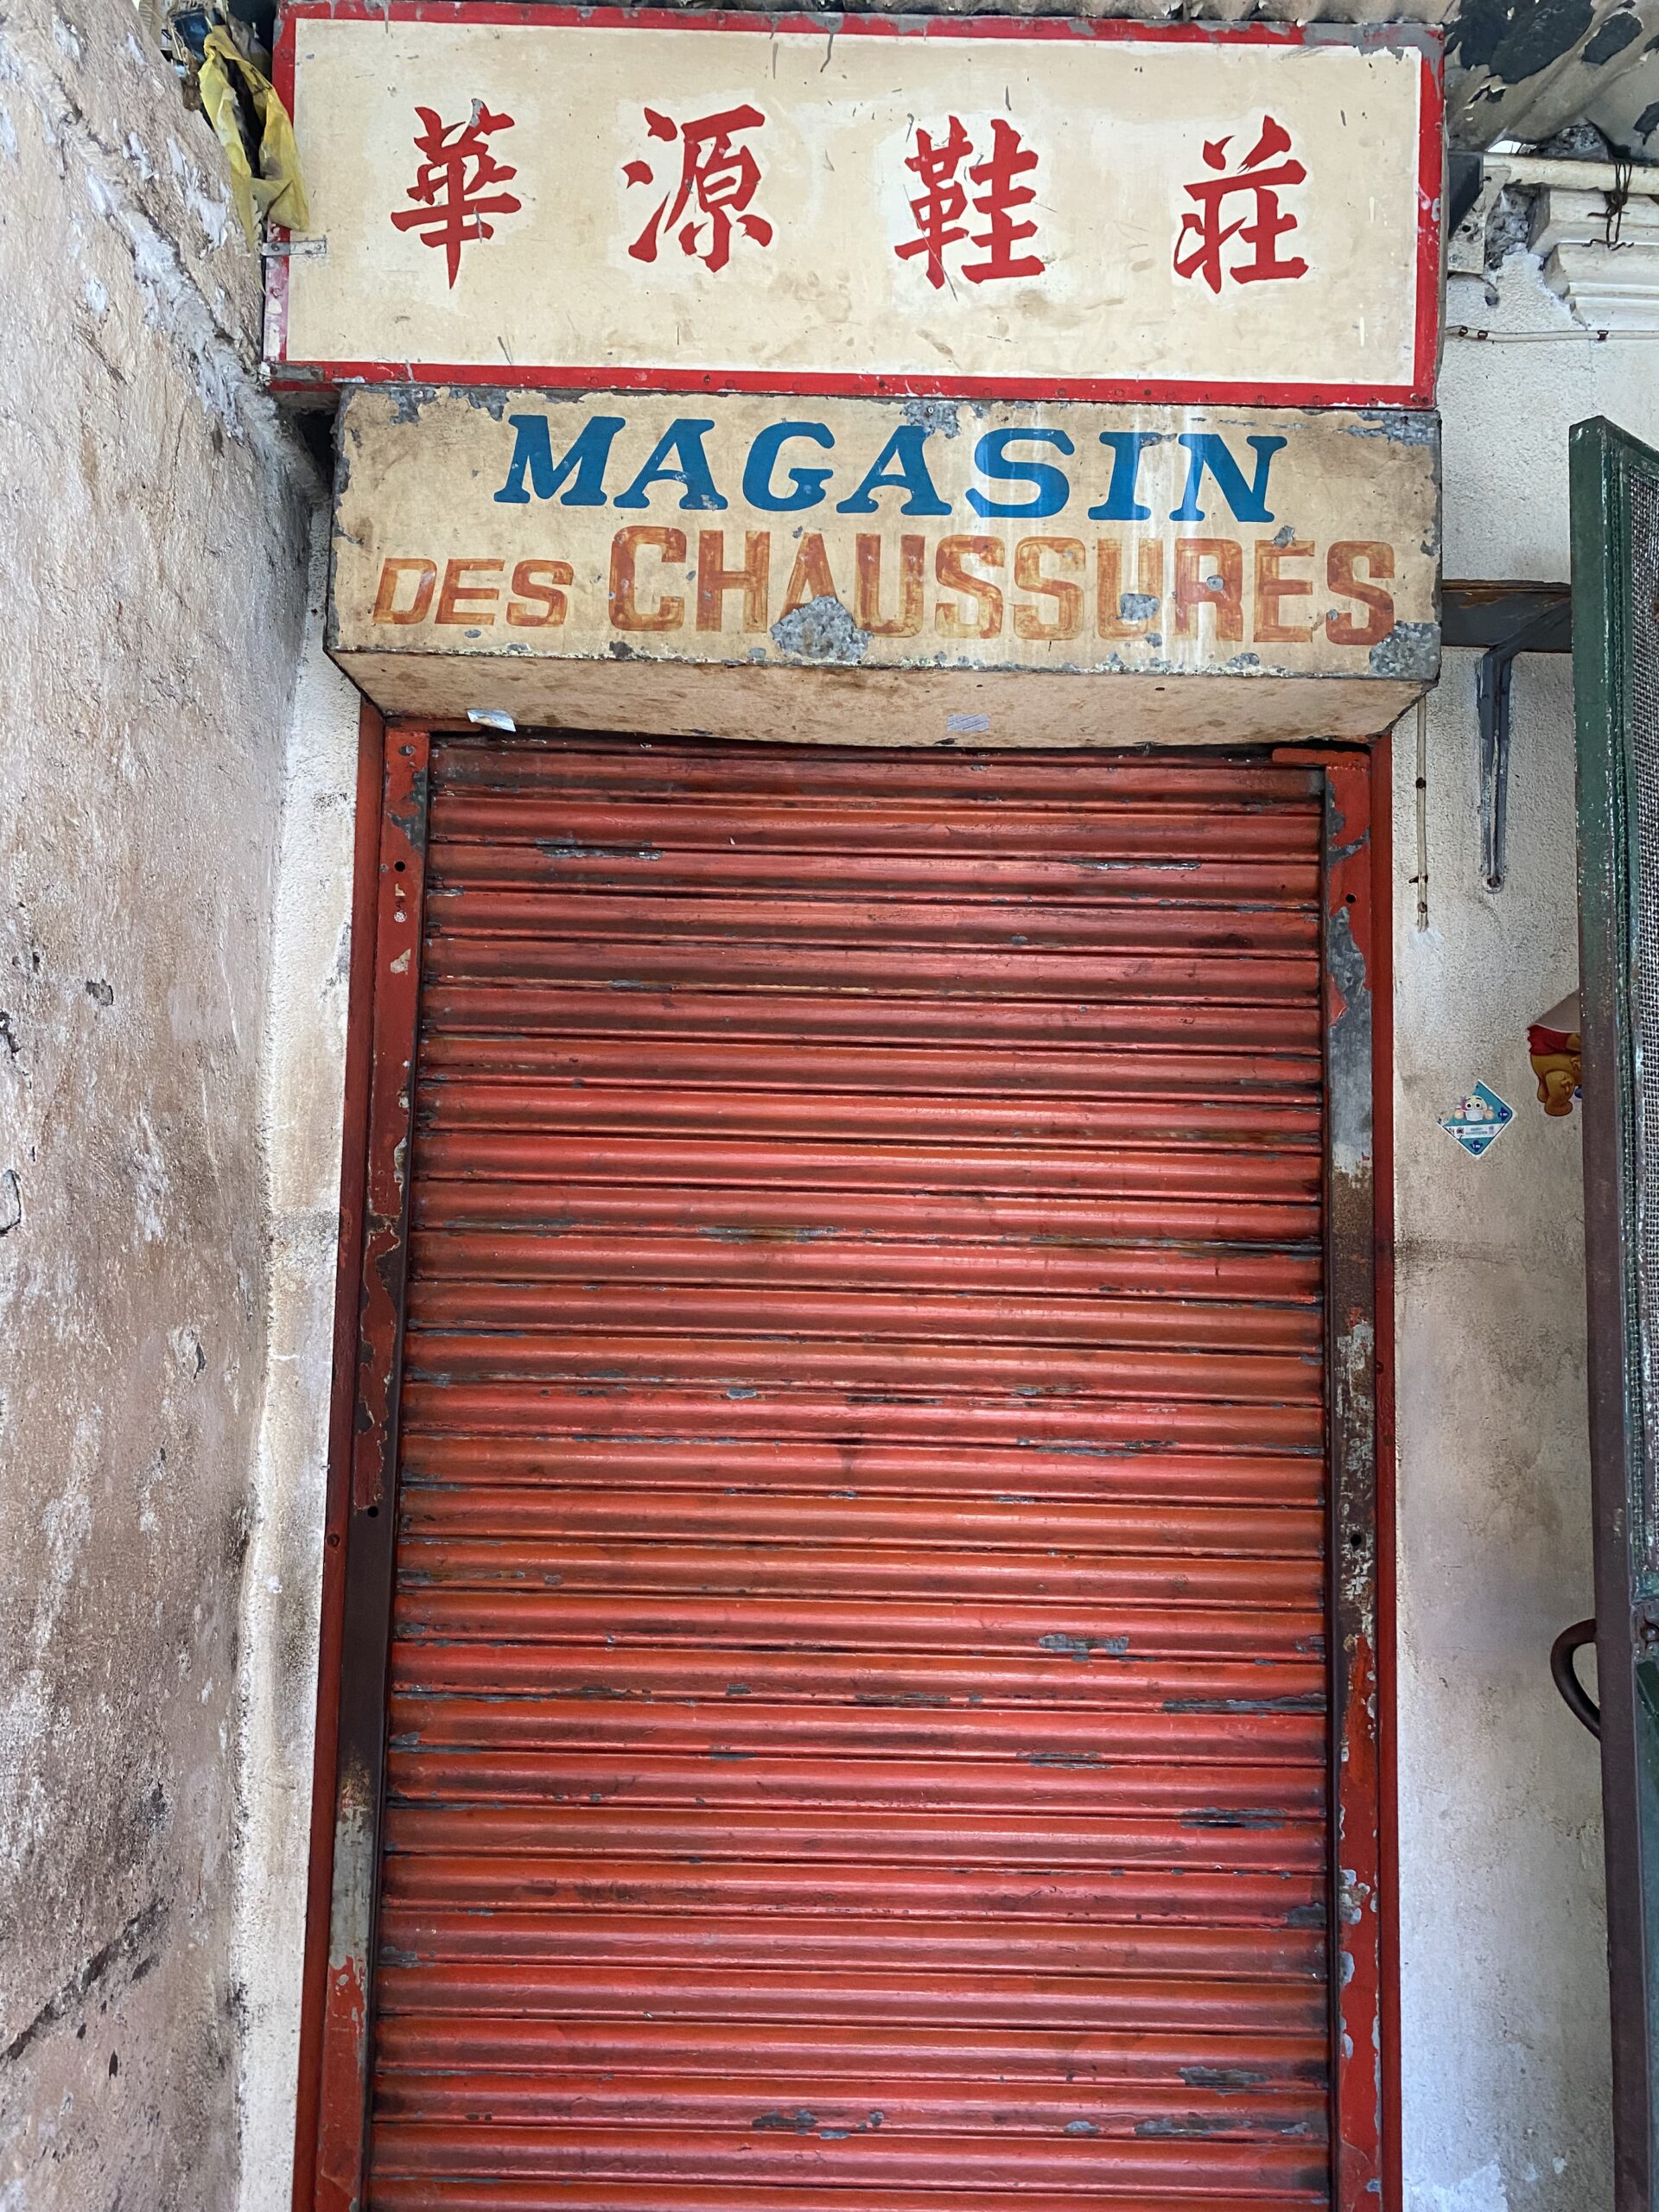 華源鞋莊
MAGASIN
DES CHAUSSURES